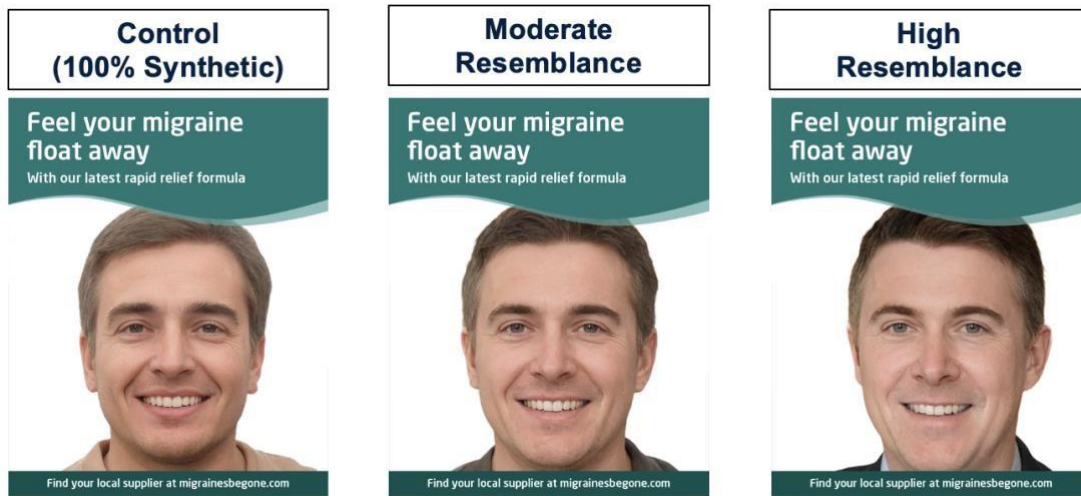 Control
(100% Synthetic)
Feel your migraine
float away
With our latest rapid relief formula
Find your local supplier at migrainesbegone.com
Moderate
Resemblance
Feel your migraine
float away
With our latest rapid relief formula
Find your local supplier at migrainesbegone.com
High
Resemblance
Feel your migraine
float away
With our latest rapid relief formula
Find your local supplier at migrainesbegone.com